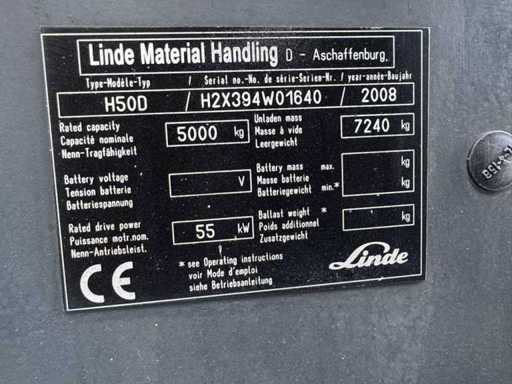 Linde Material Handling D - Aschaffenburg.
Type-Modèle-Typ / Serial no.-No. de série-Serien-Nr. / year-année-Baujahr
H50D / H2X394W01640 / 2008
Rated capacity
Capacité nominale
Nenn-Tragfähigkeit
5000 kg
Unladen mass
Masse à vide
Leergewicht
7240 kg
Battery voltage
Tension batterie
Batteriespannung
V
Battery mass max.
Masse batterie
Batteriegewicht min.*
kg
kg
Rated drive power
Puissance motr.nom.
Nenn-Antriebsleist.
55 kW
Ballast weight *
Poids additionnel
Zusatzgewicht
kg
* see Operating instructions
voir Mode d'emploi
siehe Betriebsanleitung
CE
Linde